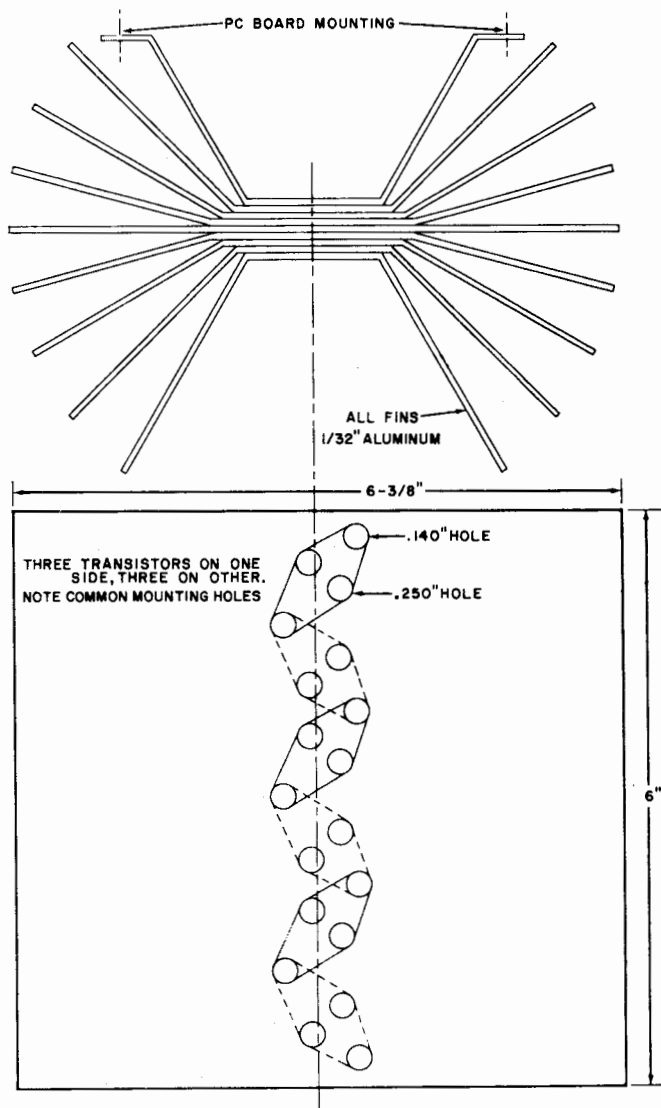 PC BOARD MOUNTING
ALL FINS
1/32" ALUMINUM
6-3/8"
THREE TRANSISTORS ON ONE
SIDE, THREE ON OTHER.
NOTE COMMON MOUNTING HOLES
.140" HOLE
.250" HOLE
6"